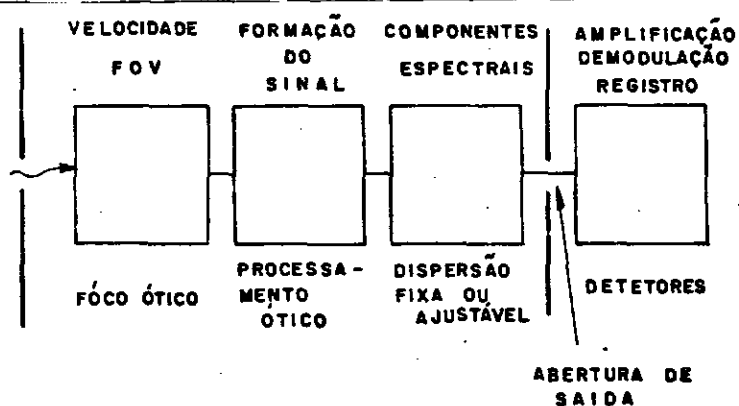 VELOCIDADE
FOV
FORMAÇÃO
DO
SINAL
COMPONENTES
ESPECTRAIS
AMPLIFICAÇÃO
DEMODULAÇÃO
REGISTRO
FÓCO ÓTICO
PROCESSA-
MENTO
ÓTICO
DISPERSÃO
FIXA OU
AJUSTÁVEL
DETETORES
ABERTURA DE
SAIDA